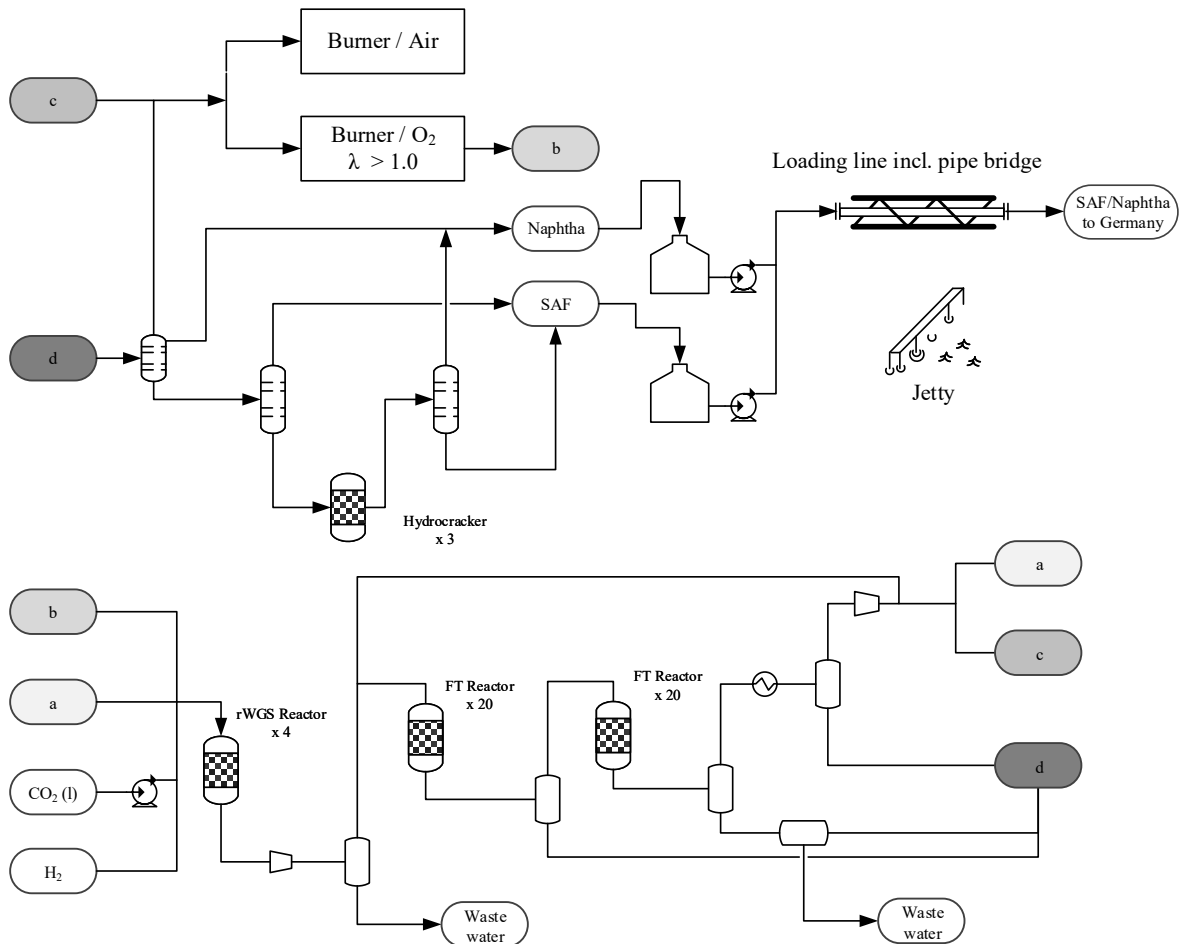 Burner / Air
c
Burner / O₂
λ > 1.0
b
Loading line incl. pipe bridge
Naphtha
SAF/Naphtha
to Germany
SAF
d
Jetty
Hydrocracker
x 3
a
b
c
FT Reactor
x 20
FT Reactor
x 20
a
rWGS Reactor
x 4
d
CO₂ (l)
H₂
Waste
water
Waste
water